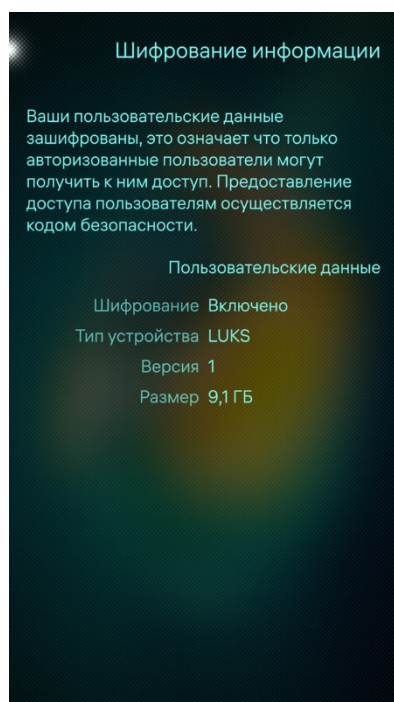 Шифрование информации
Ваши пользовательские данные
зашифрованы, это означает что только
авторизованные пользователи могут
получить к ним доступ. Предоставление
доступа пользователям осуществляется
кодом безопасности.
Пользовательские данные
Шифрование Включено
Тип устройства LUKS
Версия 1
Размер 9,1 ГБ